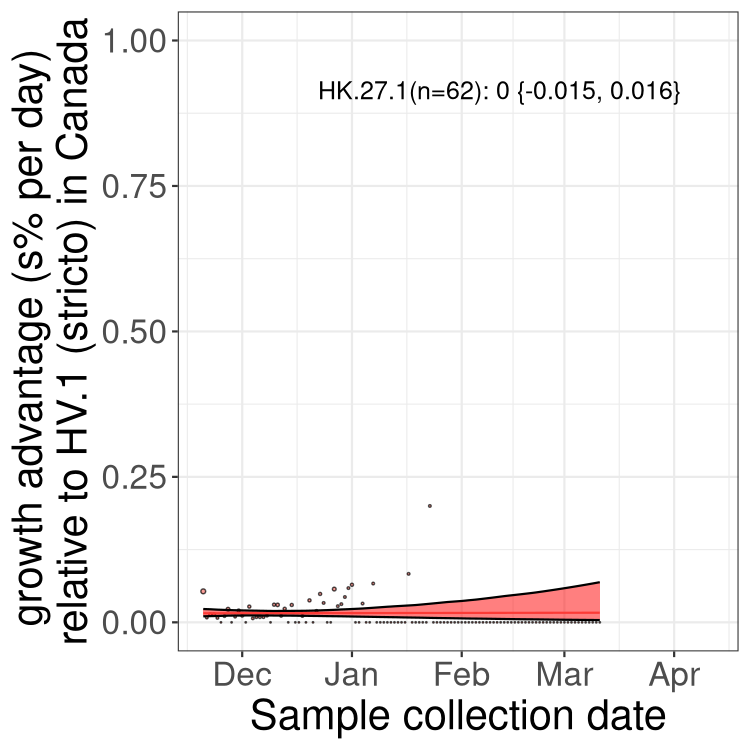 growth advantage (s% per day)
relative to HV.1 (stricto) in Canada
1.00
0.75
0.50
0.25
0.00
HK.27.1(n=62): 0 {-0.015, 0.016}
Dec Jan Feb Mar Apr
Sample collection date